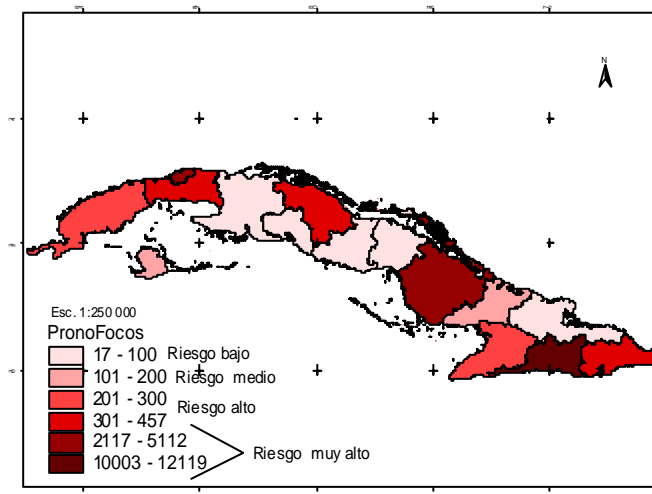 N
Esc. 1:250 000
PronoFocos
17 - 100 Riesgo bajo
101 - 200 Riesgo medio
201 - 300
Riesgo alto
301 - 457
2117 - 5112
Riesgo muy alto
10003 - 12119